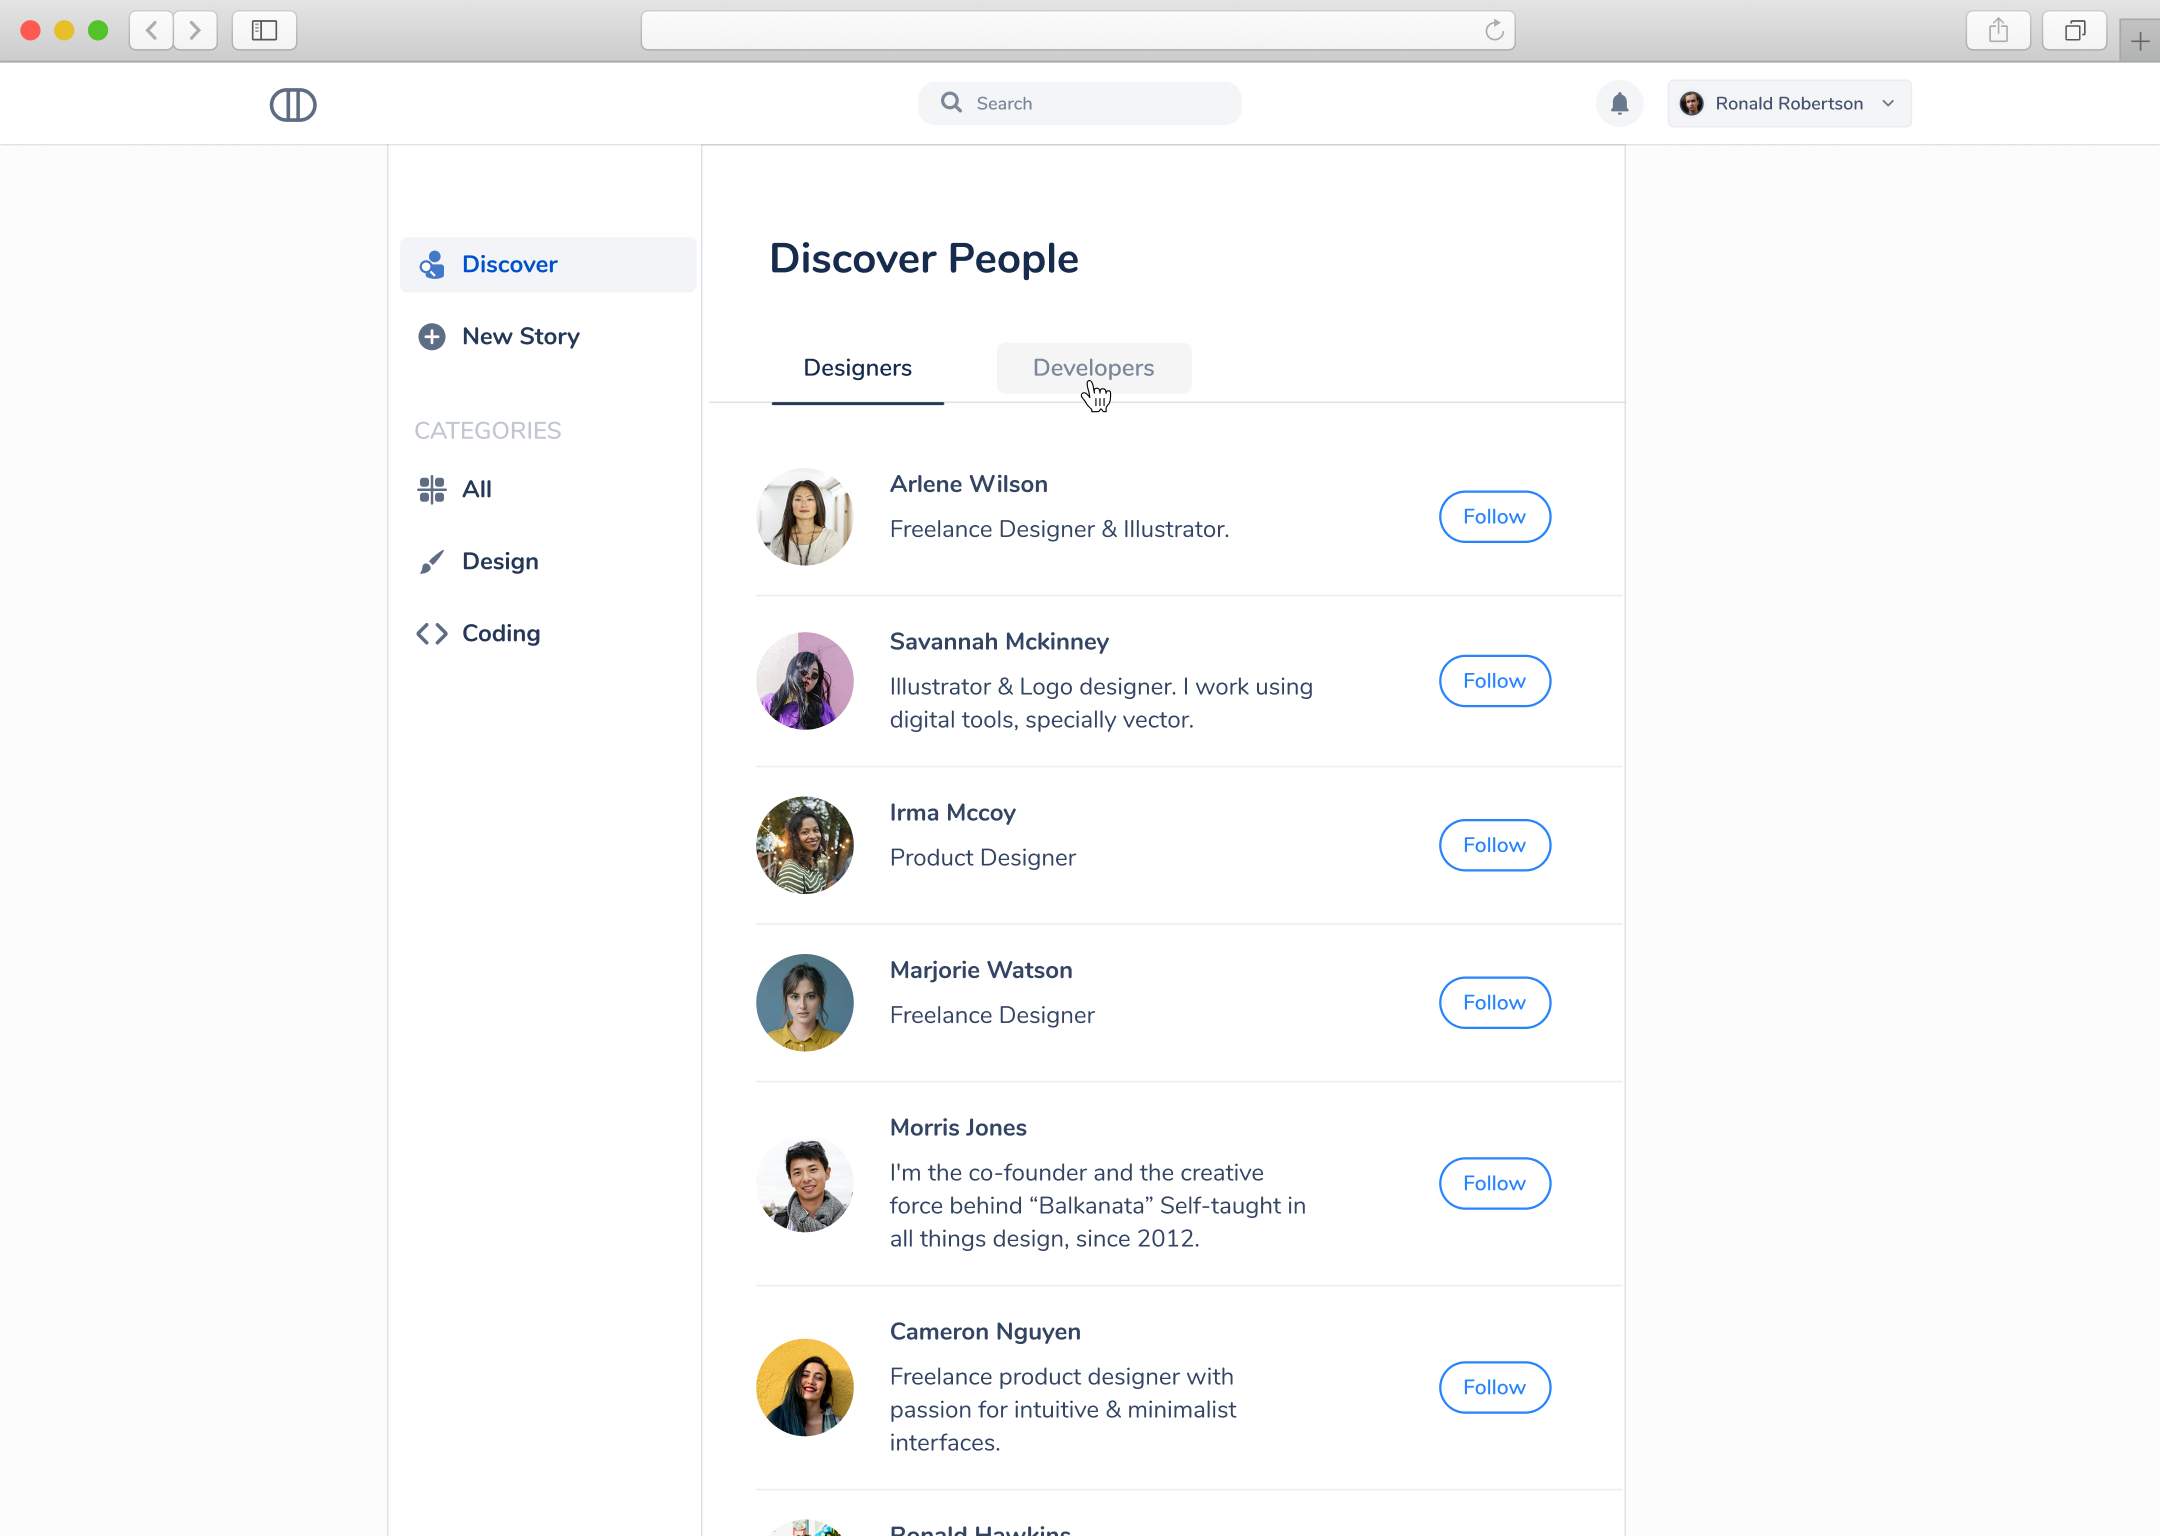 Search
Ronald Robertson
Discover
New Story
CATEGORIES
All
Design
Coding
Discover People
Designers
Developers
Arlene Wilson
Freelance Designer & Illustrator.
Follow
Savannah Mckinney
Illustrator & Logo designer. I work using
digital tools, specially vector.
Follow
Irma Mccoy
Product Designer
Follow
Marjorie Watson
Freelance Designer
Follow
Morris Jones
I'm the co-founder and the creative
force behind “Balkanata” Self-taught in
all things design, since 2012.
Follow
Cameron Nguyen
Freelance product designer with
passion for intuitive & minimalist
interfaces.
Follow
Ronald Hawkins